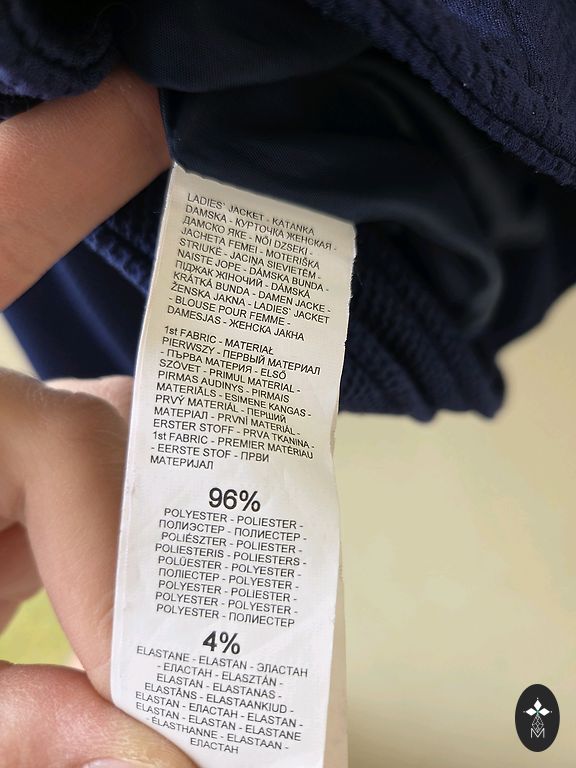 LADIES' JACKET - KATANKA
DAMSKA - КУРТОЧКА ЖЕНСКАЯ -
ДАМСКО ЯКЕ - NŐI DZSEKI -
JACHETA FEMEI - MOTERIŠKA
STRIUKĖ - JACIŅA SIEVIETĒM -
NAISTE JOPE - DÁMSKA BUNDA -
ПІДЖАК ЖІНОЧИЙ - DÁMSKÁ
KRÁTKÁ BUNDA - DAMEN JACKE -
ŽENSKA JAKNA - LADIES' JACKET
- BLOUSE POUR FEMME -
DAMESJAS - ЖЕНСКА ЈАКНА
1st FABRIC - MATERIAŁ
PIERWSZY - ПЕРВЫЙ МАТЕРИАЛ
- ПЪРВА МАТЕРИЯ - ELSŐ
SZÖVET - PRIMUL MATERIAL -
PIRMAS AUDINYS - PIRMAIS
MATERIĀLS - ESIMENE KANGAS -
PRVÝ MATERIÁL - ПЕРШИЙ
МАТЕРІАЛ - PRVNÍ MATERIÁL -
ERSTER STOFF - PRVA TKANINA -
1st FABRIC - PREMIER MATÉRIAU
- EERSTE STOF - ПРВИ
МАТЕРИЈАЛ
96%
POLYESTER - POLIESTER -
ПОЛИЭСТЕР - ПОЛИЕСТЕР -
POLIÉSZTER - POLIESTER -
POLIESTERIS - POLIESTERS -
POLÜESTER - POLYESTER -
ПОЛІЕСТЕР - POLYESTER -
POLYESTER - POLIESTER -
POLYESTER - POLYESTER -
POLYESTER - ПОЛИЕСТЕР
4%
ELASTANE - ELASTAN - ЭЛАСТАН
- ЕЛАСТАН - ELASZTÁN -
ELASTAN - ELASTANAS -
ELASTĀNS - ELASTAANKIUD -
ELASTAN - ЕЛАСТАН - ELASTAN -
ELASTAN - ELASTAN - ELASTANE
- ÉLASTHANNE - ELASTAAN -
ЕЛАСТАН